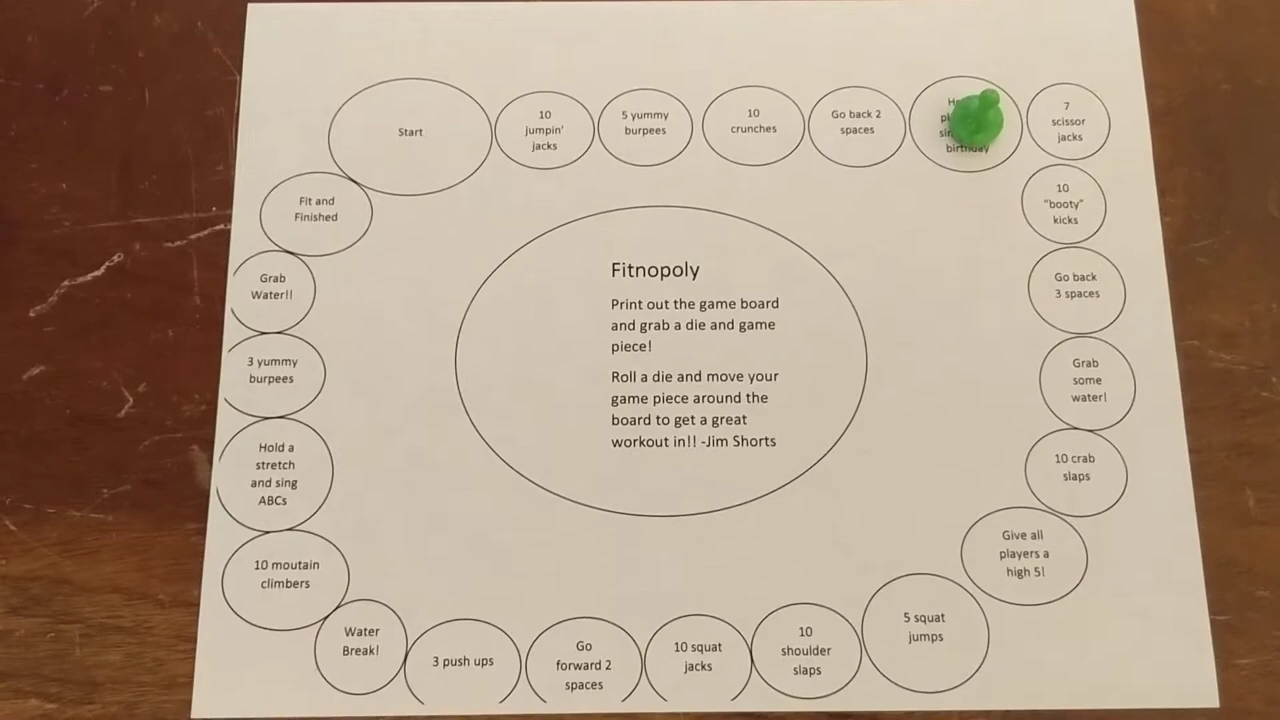 Start
10
jumpin'
jacks
5 yummy
burpees
10
crunches
Go back 2
spaces
birthday
7
scissor
jacks
10
"booty"
kicks
Go back
3 spaces
Grab
some
water!
10 crab
slaps
Give all
players a
high 5!
5 squat
jumps
10
shoulder
slaps
10 squat
jacks
Go
forward 2
spaces
3 push ups
Water
Break!
10 moutain
climbers
Hold a
stretch
and sing
ABCs
3 yummy
burpees
Grab
Water!!
Fit and
Finished
Fitnopoly
Print out the game board
and grab a die and game
piece!
Roll a die and move your
game piece around the
board to get a great
workout in!! -Jim Shorts